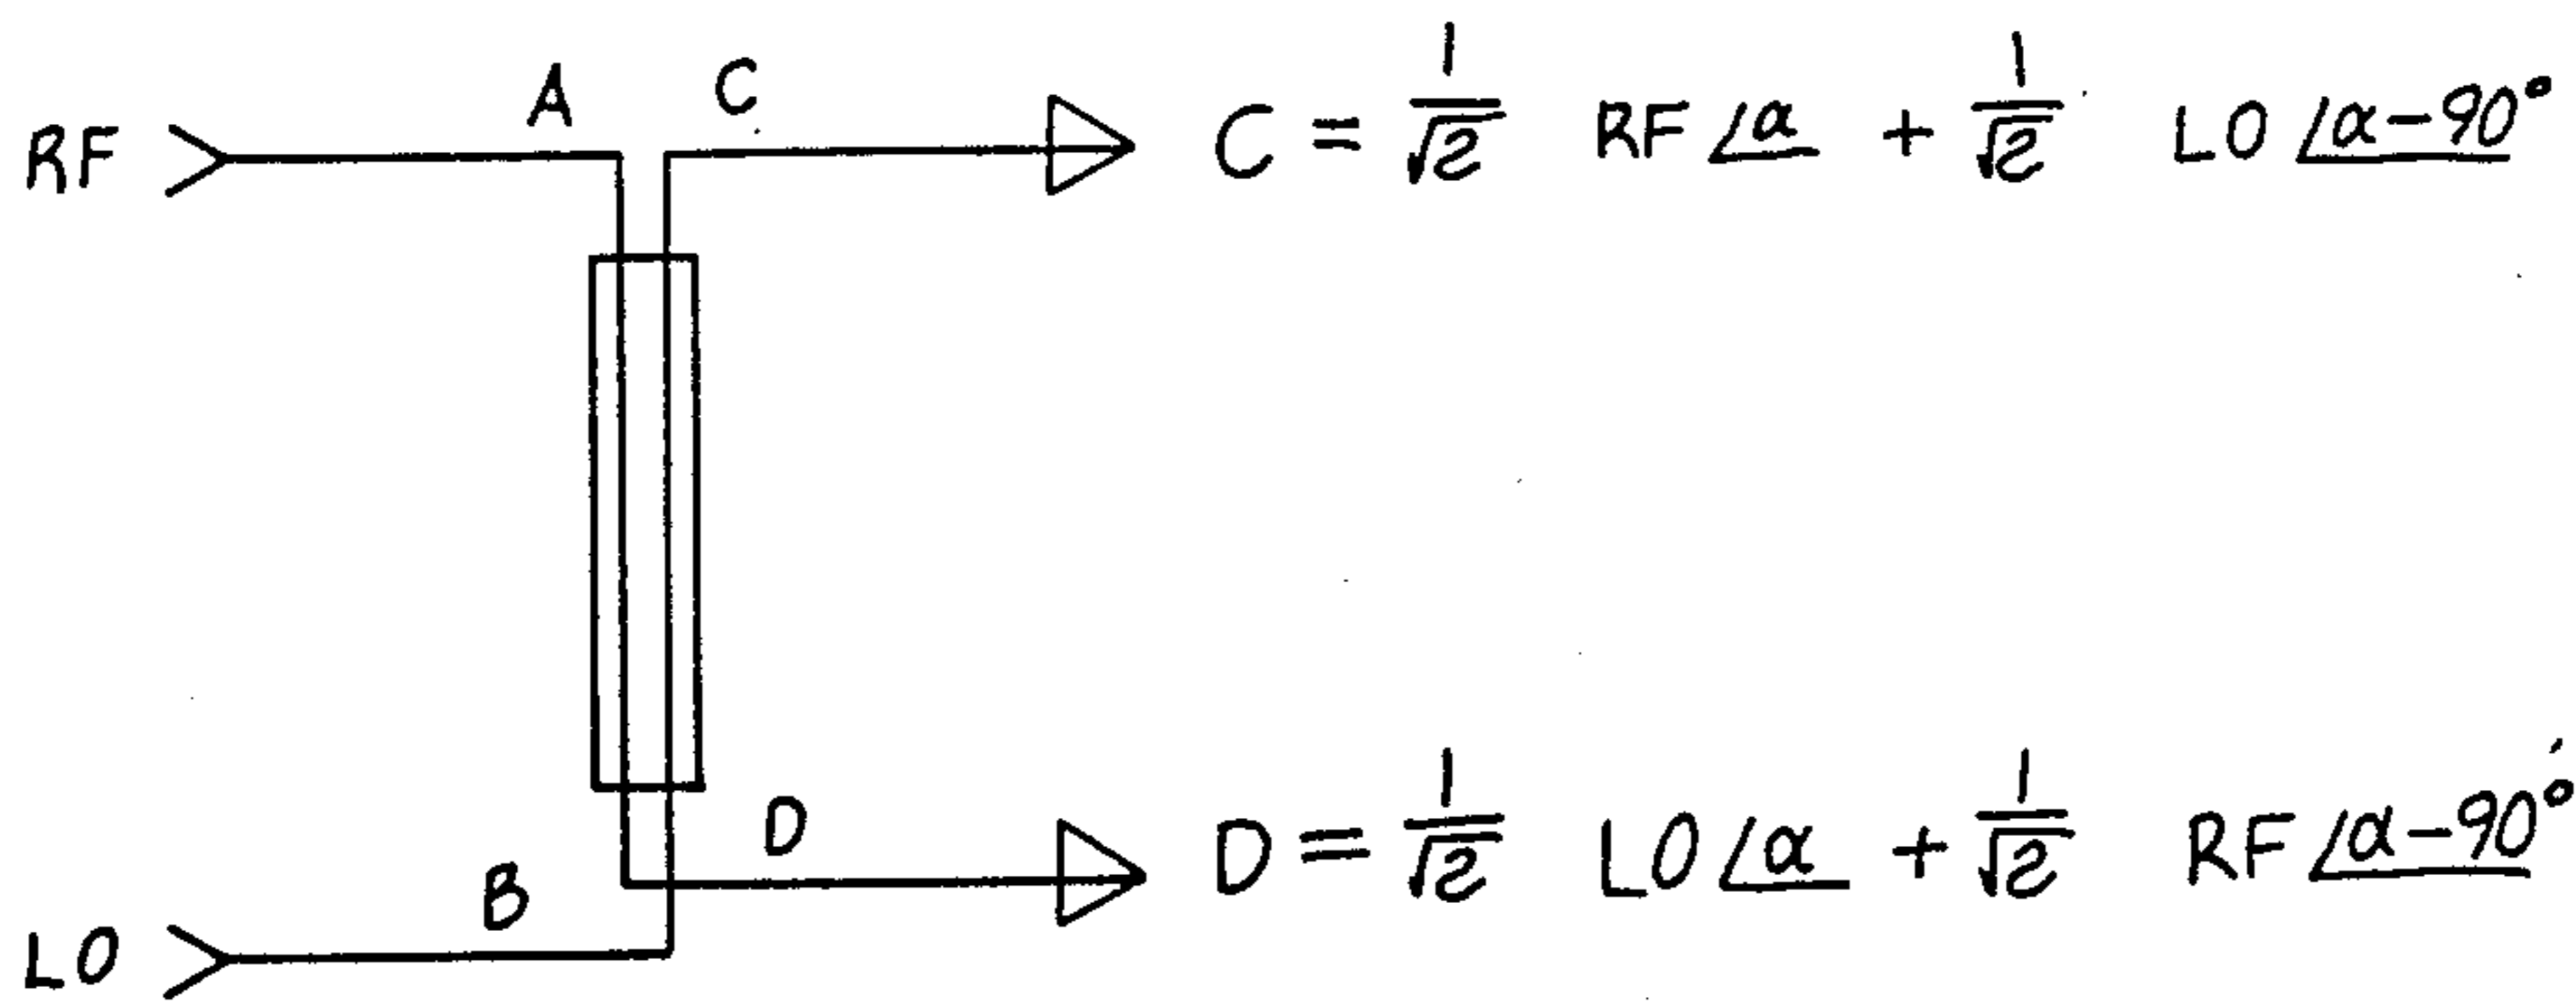 RF A C C = 1/√2 RF ∠α + 1/√2 LO ∠α-90°
LO B D D = 1/√2 LO ∠α + 1/√2 RF ∠α-90°